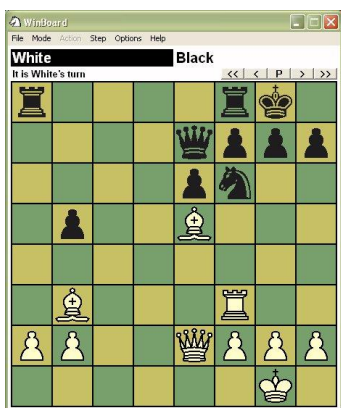 WinBoard
File Mode Action Step Options Help
White Black
It is White's turn << < P > >>